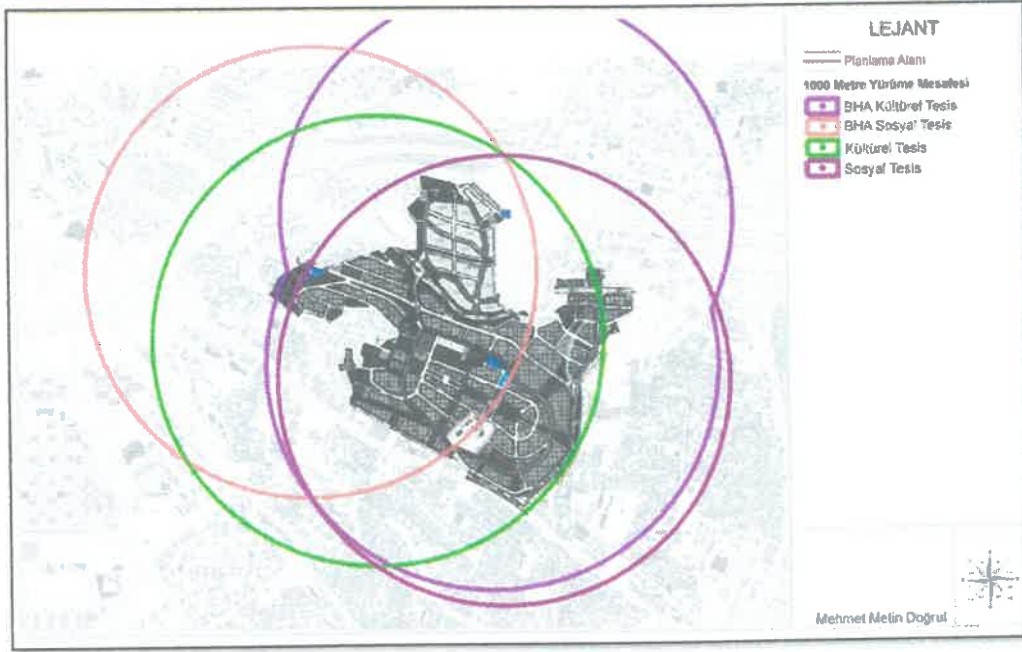 LEJANT
Planlama Alanı
1000 Metre Yürüme Mesafesi
BHA Kültürel Tesis
BHA Sosyal Tesis
Kültürel Tesis
Sosyal Tesis
Mehmet Metin Doğrul